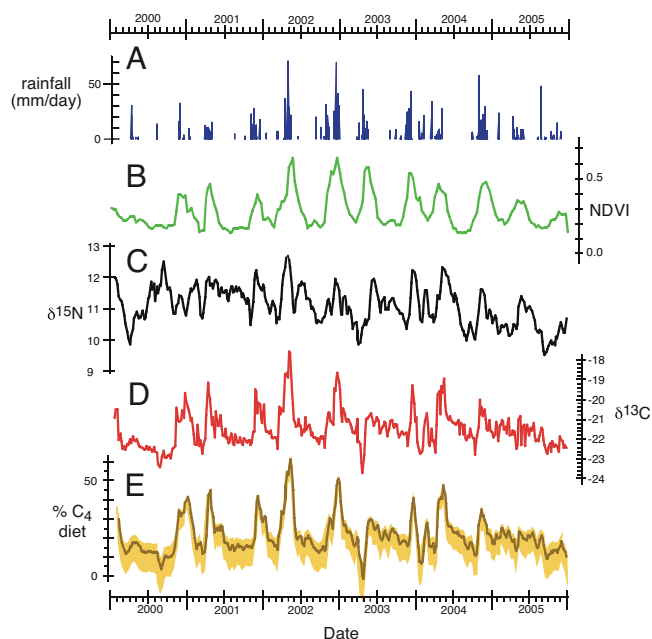 2000 2001 2002 2003 2004 2005
A
rainfall
(mm/day)
50
0
B
0.5
NDVI
0.0
C
13
12
11
δ15N
10
9
D
-18
-19
-20
-21
δ13C
-22
-23
-24
E
50
% C4
diet
0
2000 2001 2002 2003 2004 2005
Date